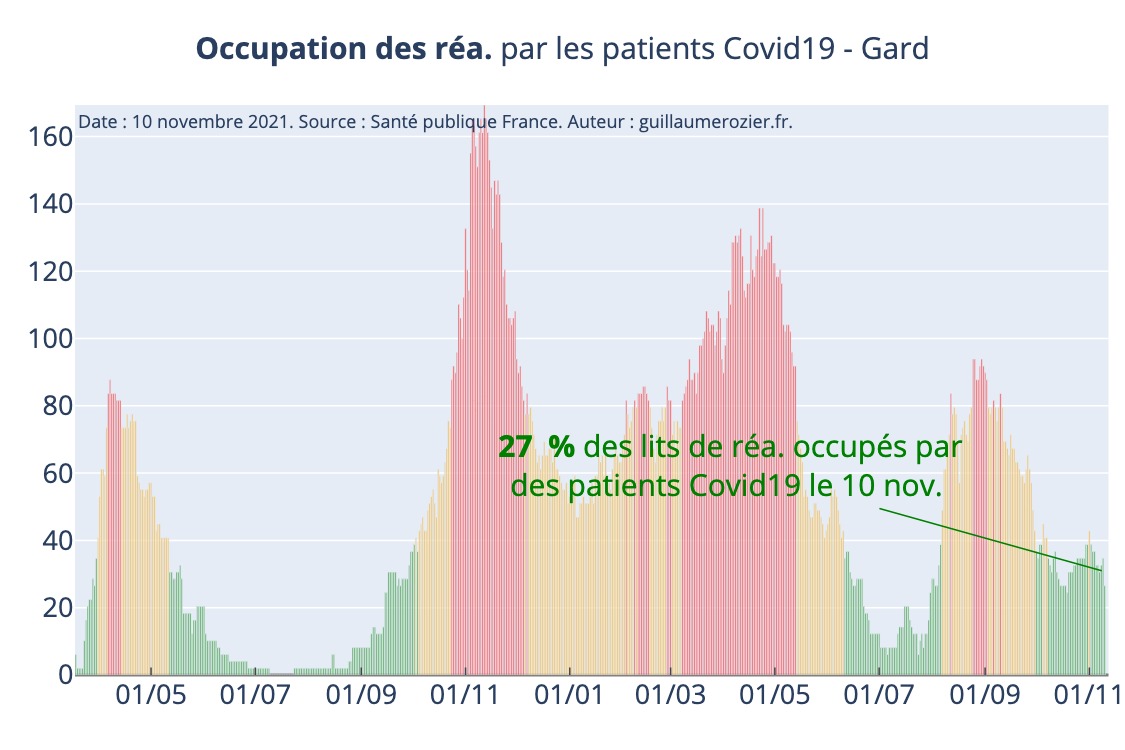 Occupation des réa. par les patients Covid19 - Gard
Date : 10 novembre 2021. Source : Santé publique France. Auteur : guillaumerozier.fr.
160
140
120
100
80
60
40
20
0
27 % des lits de réa. occupés par
des patients Covid19 le 10 nov.
01/05 01/07 01/09 01/11 01/01 01/03 01/05 01/07 01/09 01/11